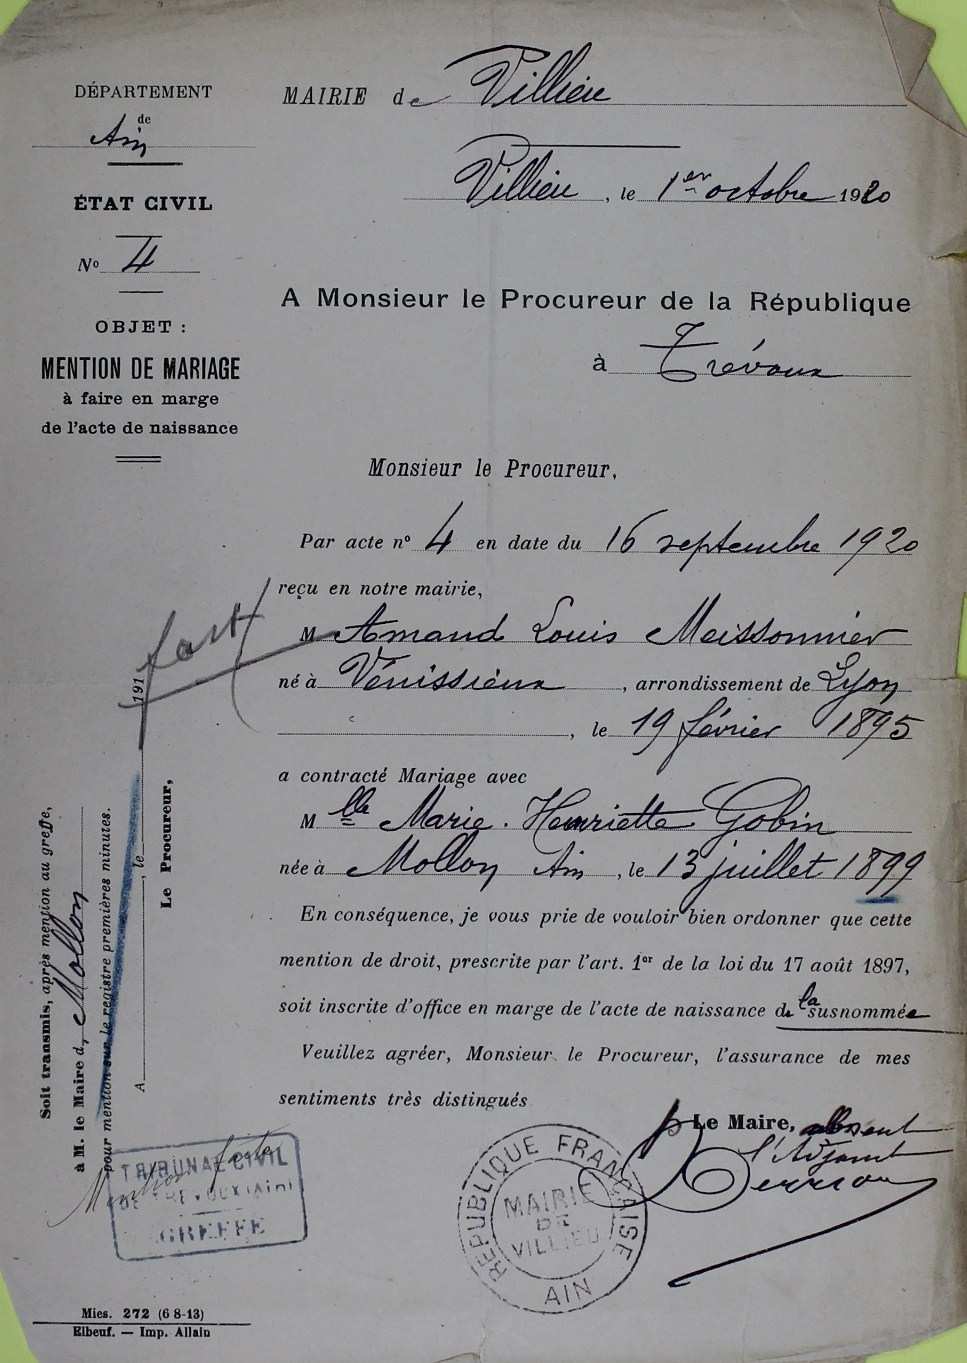 DÉPARTEMENT
de
Ain
ÉTAT CIVIL
No 4
OBJET :
MENTION DE MARIAGE
à faire en marge
de l'acte de naissance
MAIRIE de Villieu
Villieu, le 1er octobre 1920
A Monsieur le Procureur de la République
à Trévoux
Monsieur le Procureur,
Par acte no 4 en date du 16 septembre 1920
reçu en notre mairie,
M Amand Louis Meissonnier
né à Vénissieux, arrondissement de Lyon
, le 19 février 1895
a contracté Mariage avec
M lle Marie Henriette Gobin
née à Mollon Ain, le 13 juillet 1899
En conséquence, je vous prie de vouloir bien ordonner que cette
mention de droit, prescrite par l'art. 1er de la loi du 17 août 1897,
soit inscrite d'office en marge de l'acte de naissance de la susnommée
Veuillez agréer, Monsieur le Procureur, l'assurance de mes
sentiments très distingués
p Le Maire, absent
l'Adjoint
RÉPUBLIQUE FRANÇAISE
MAIRIE
DE
VILLIEU
AIN
Soit transmis, après mention au greffe,
à M. le Maire d, Mollon
pour mention sur le registre premières minutes.
A , le 191
Le Procureur,
fait
Mention faite
TRIBUNAL CIVIL
DE TRÉVOUX (Ain)
GREFFE
Mies. 272 (6 8-13)
Elbeuf. — Imp. Allain